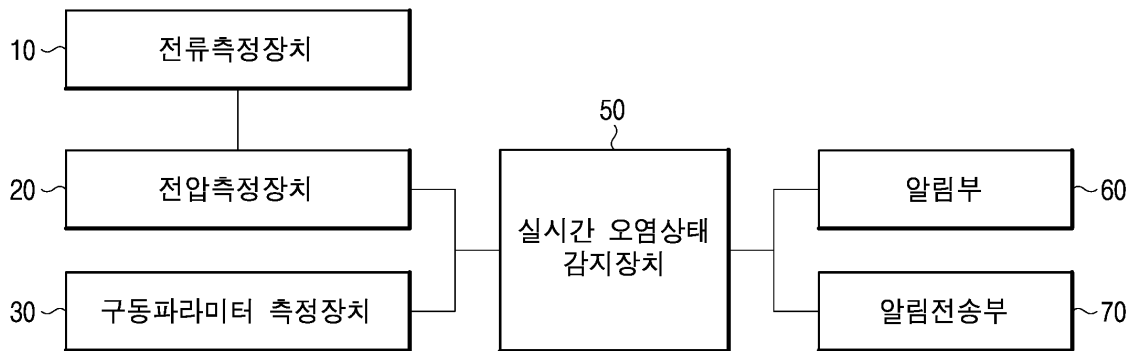 10
전류측정장치
20
전압측정장치
30
구동파라미터 측정장치
50
실시간 오염상태
감지장치
알림부
60
알림전송부
70